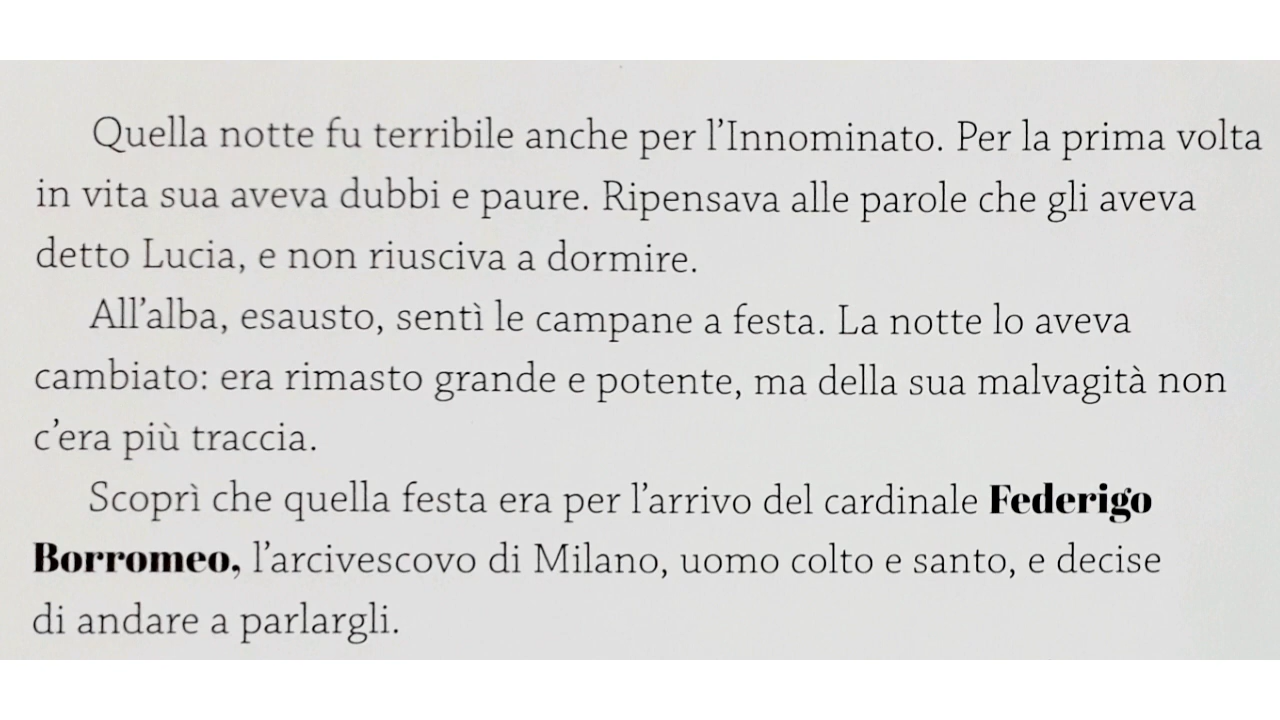 Quella notte fu terribile anche per l’Innominato. Per la prima volta
in vita sua aveva dubbi e paure. Ripensava alle parole che gli aveva
detto Lucia, e non riusciva a dormire.
All’alba, esausto, sentì le campane a festa. La notte lo aveva
cambiato: era rimasto grande e potente, ma della sua malvagità non
c’era più traccia.
Scoprì che quella festa era per l’arrivo del cardinale Federigo
Borromeo, l’arcivescovo di Milano, uomo colto e santo, e decise
di andare a parlargli.